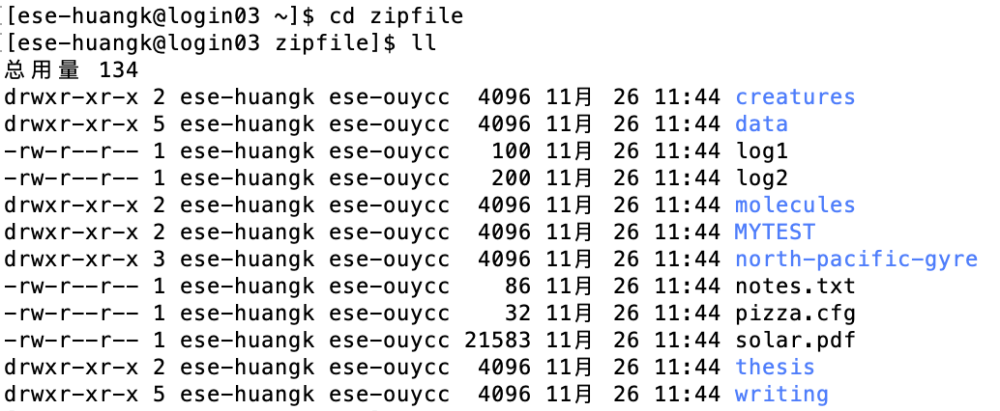 [ese-huangk@login03 ~]$ cd zipfile
[ese-huangk@login03 zipfile]$ ll
总用量 134
drwxr-xr-x 2 ese-huangk ese-ouycc  4096 11月  26 11:44 creatures
drwxr-xr-x 5 ese-huangk ese-ouycc  4096 11月  26 11:44 data
-rw-r--r-- 1 ese-huangk ese-ouycc   100 11月  26 11:44 log1
-rw-r--r-- 1 ese-huangk ese-ouycc   200 11月  26 11:44 log2
drwxr-xr-x 2 ese-huangk ese-ouycc  4096 11月  26 11:44 molecules
drwxr-xr-x 2 ese-huangk ese-ouycc  4096 11月  26 11:44 MYTEST
drwxr-xr-x 3 ese-huangk ese-ouycc  4096 11月  26 11:44 north-pacific-gyre
-rw-r--r-- 1 ese-huangk ese-ouycc    86 11月  26 11:44 notes.txt
-rw-r--r-- 1 ese-huangk ese-ouycc    32 11月  26 11:44 pizza.cfg
-rw-r--r-- 1 ese-huangk ese-ouycc 21583 11月  26 11:44 solar.pdf
drwxr-xr-x 2 ese-huangk ese-ouycc  4096 11月  26 11:44 thesis
drwxr-xr-x 5 ese-huangk ese-ouycc  4096 11月  26 11:44 writing